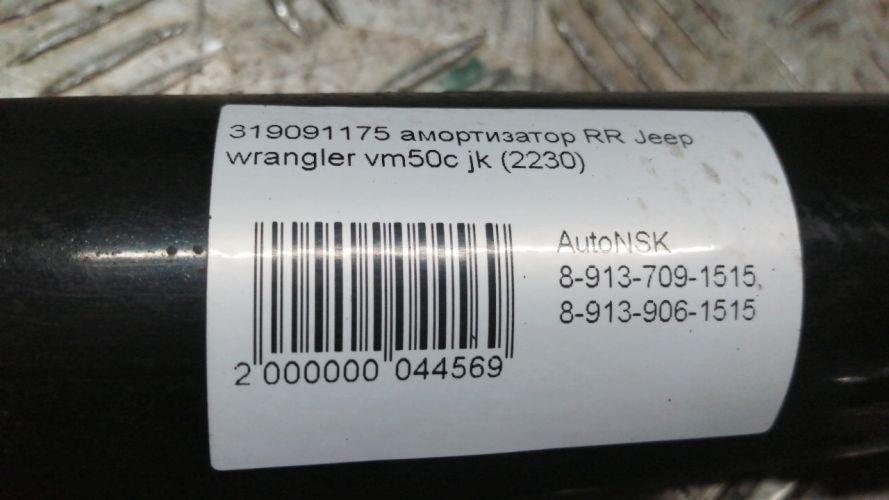 319091175 амортизатор RR Jeep
wrangler vm50c jk (2230)
AutoNSK
8-913-709-1515,
8-913-906-1515
2 000000 044569